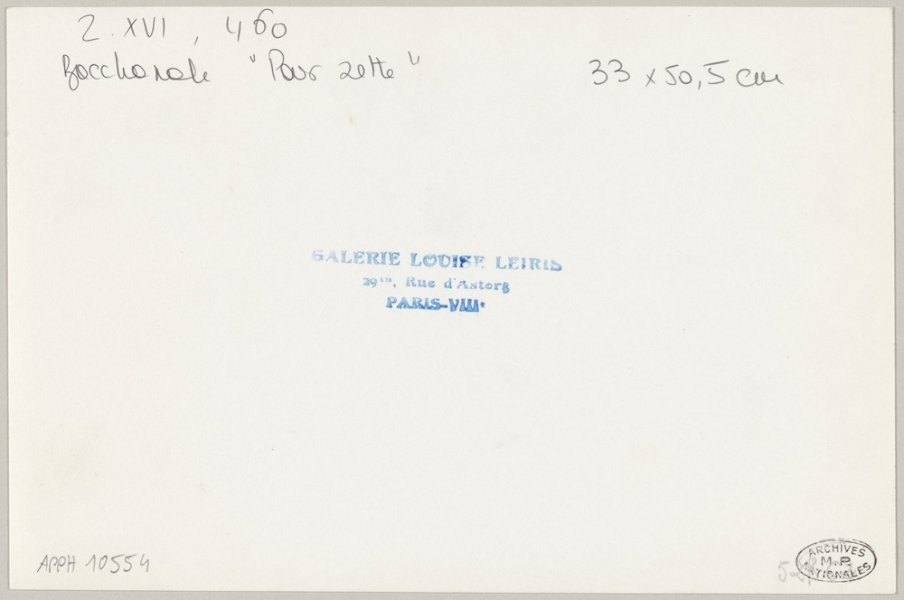 Z. XVI, 460
Bacchanale "Pour Zette" 33 x 50,5 cm
GALERIE LOUISE LEIRIS
29 bis, Rue d'Astorg
PARIS-VIIIe
APPH 10554
ARCHIVES
M.P.
NATIONALES